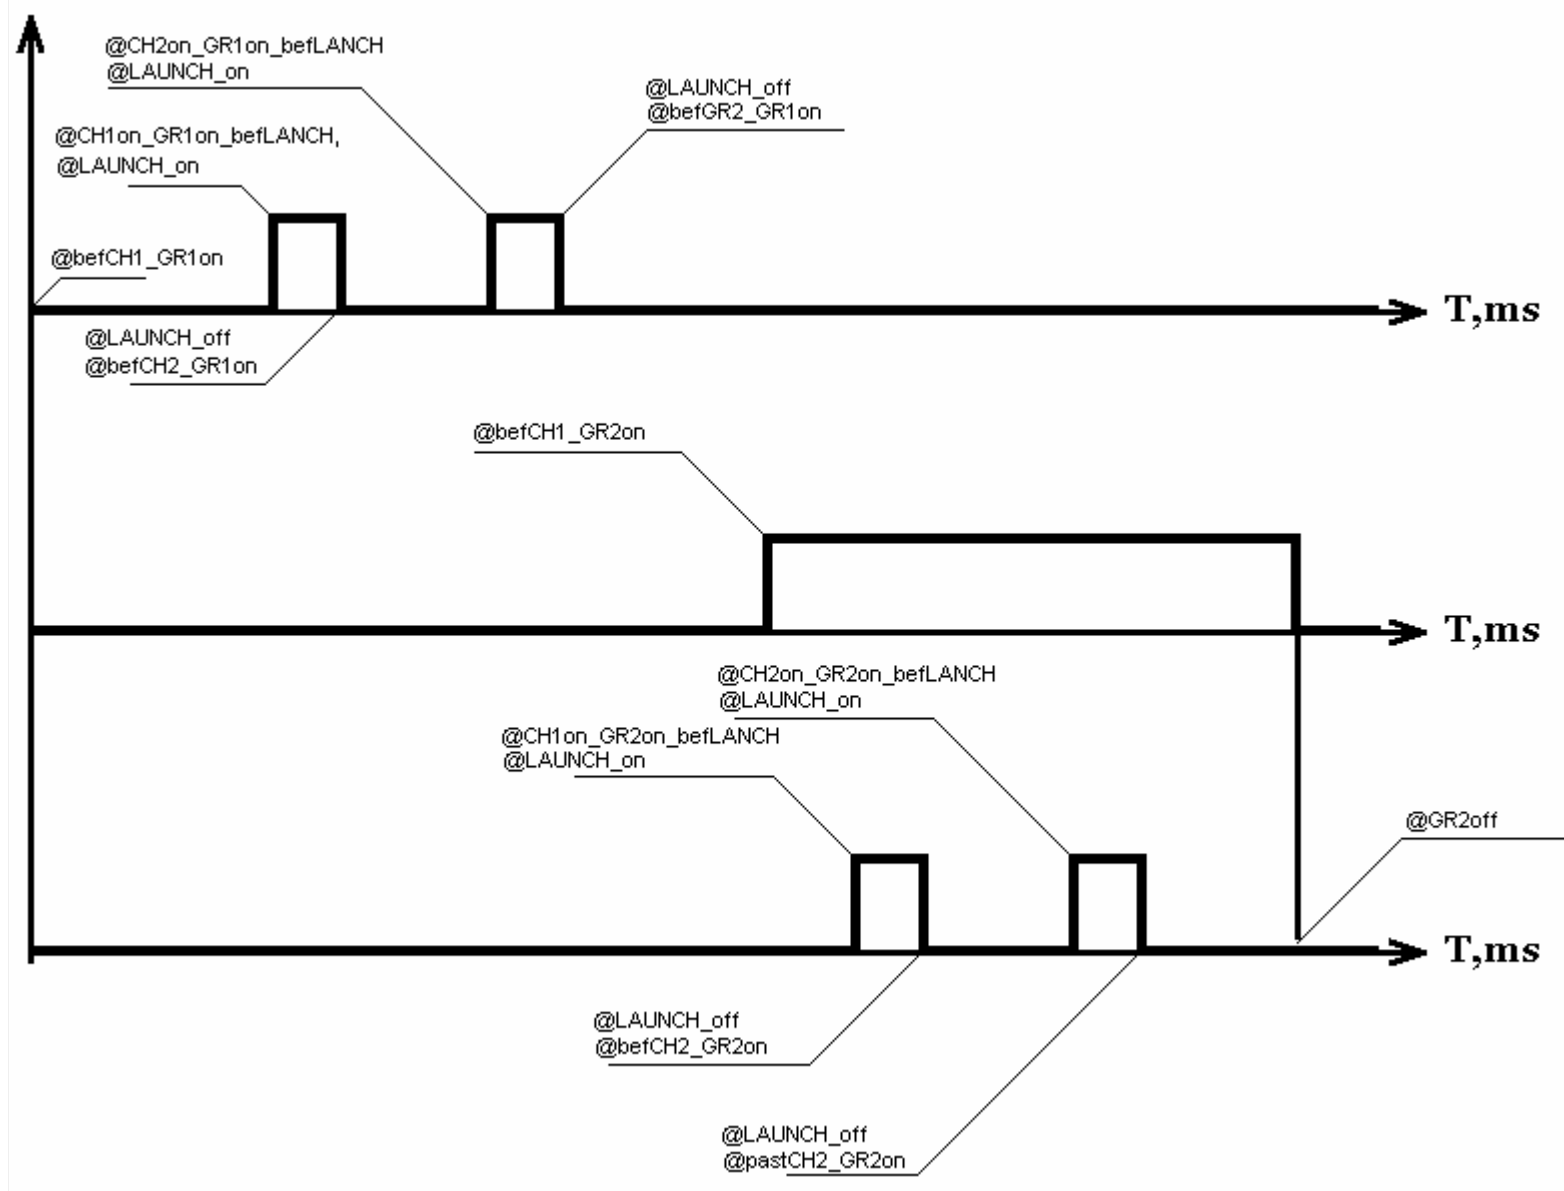 @CH2on_GR1on_befLANCH
@LAUNCH_on
@LAUNCH_off
@befGR2_GR1on
@CH1on_GR1on_befLANCH,
@LAUNCH_on
@befCH1_GR1on
T,ms
@LAUNCH_off
@befCH2_GR1on
@befCH1_GR2on
T,ms
@CH2on_GR2on_befLANCH
@LAUNCH_on
@CH1on_GR2on_befLANCH
@LAUNCH_on
@GR2off
T,ms
@LAUNCH_off
@befCH2_GR2on
@LAUNCH_off
@pastCH2_GR2on